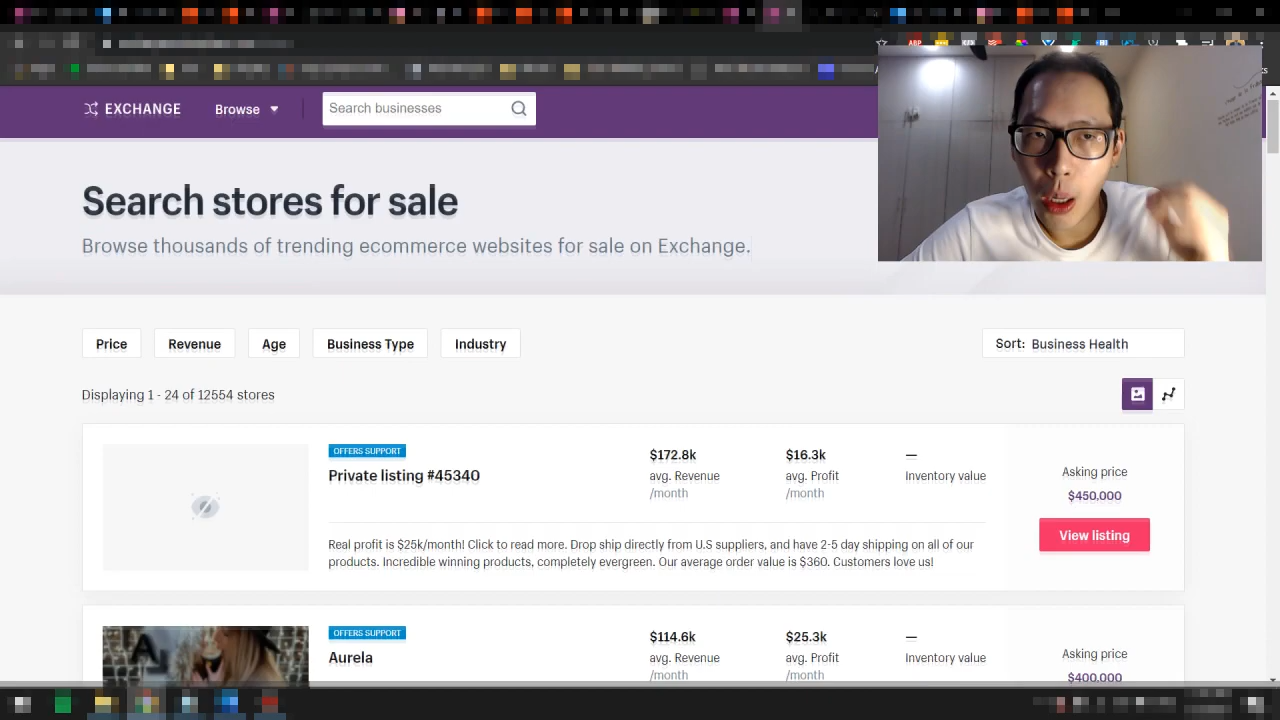 ABP
EXCHANGE Browse Search businesses
Search stores for sale
Browse thousands of trending ecommerce websites for sale on Exchange.
Price Revenue Age Business Type Industry Sort: Business Health
Displaying 1 - 24 of 12554 stores
OFFERS SUPPORT
Private listing #45340
$172.8k
avg. Revenue
/month
$16.3k
avg. Profit
/month
—
Inventory value
Asking price
$450,000
View listing
Real profit is $25k/month! Click to read more. Drop ship directly from U.S suppliers, and have 2-5 day shipping on all of our
products. Incredible winning products, completely evergreen. Our average order value is $360. Customers love us!
OFFERS SUPPORT
Aurela
$114.6k
avg. Revenue
/month
$25.3k
avg. Profit
/month
—
Inventory value
Asking price
$400,000